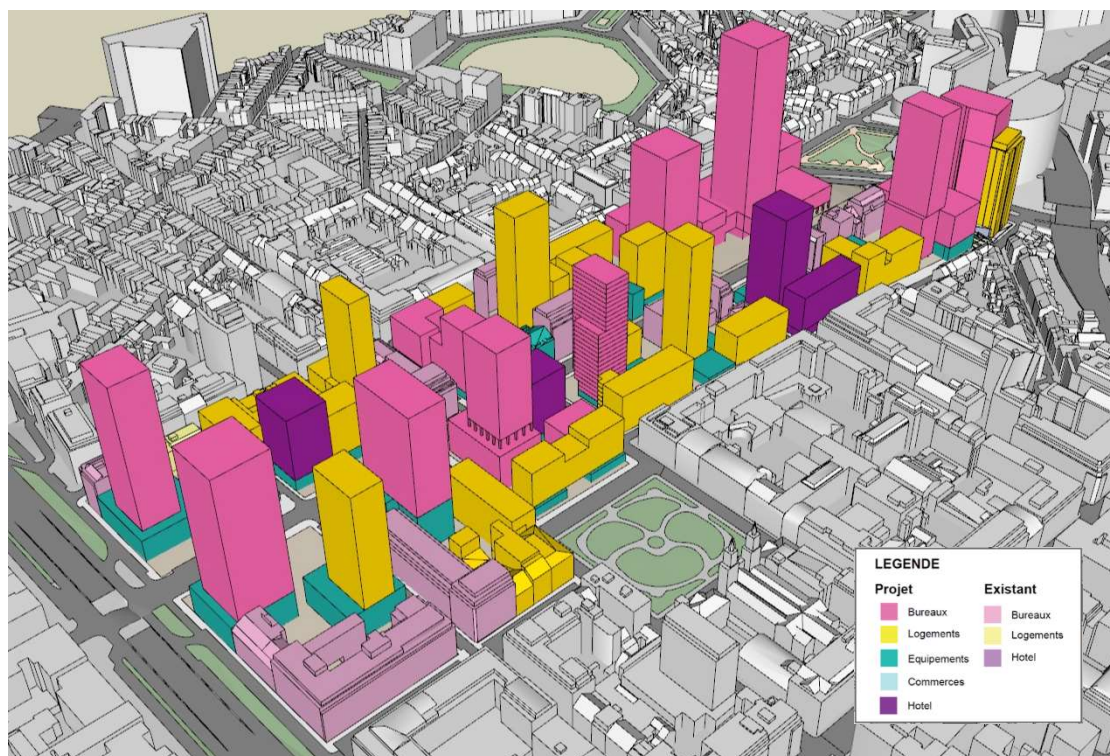 LEGENDE
Projet
Existant
Bureaux
Bureaux
Logements
Logements
Equipements
Hotel
Commerces
Hotel